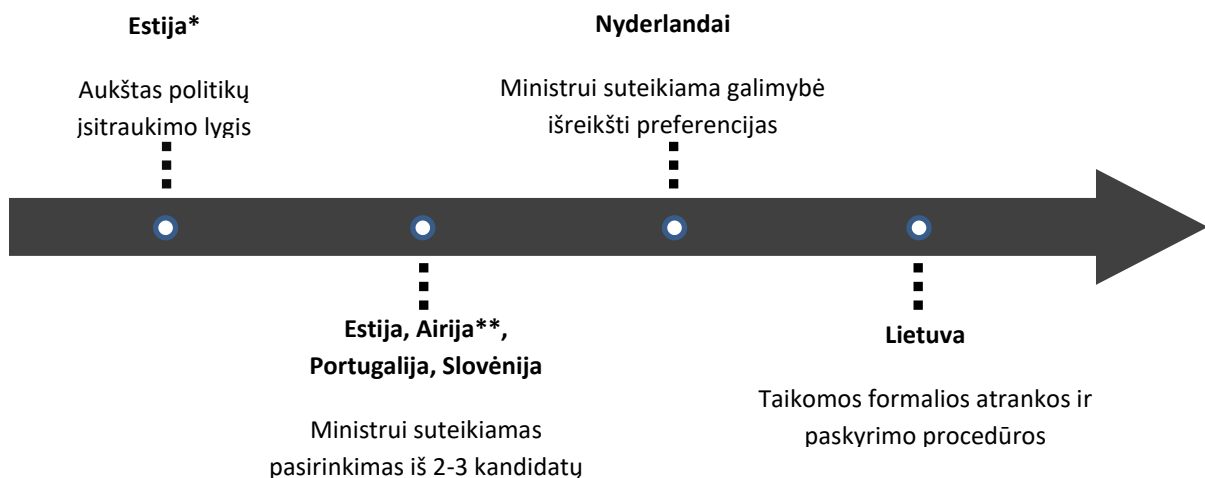 Estija*
Aukštas politikų
įsitraukimo lygis
Nyderlandai
Ministrui suteikiama galimybė
išreikšti preferencijas
Estija, Airija**,
Portugalija, Slovėnija
Ministrui suteikiamas
pasirinkimas iš 2-3 kandidatų
Lietuva
Taikomos formalios atrankos ir
paskyrimo procedūros